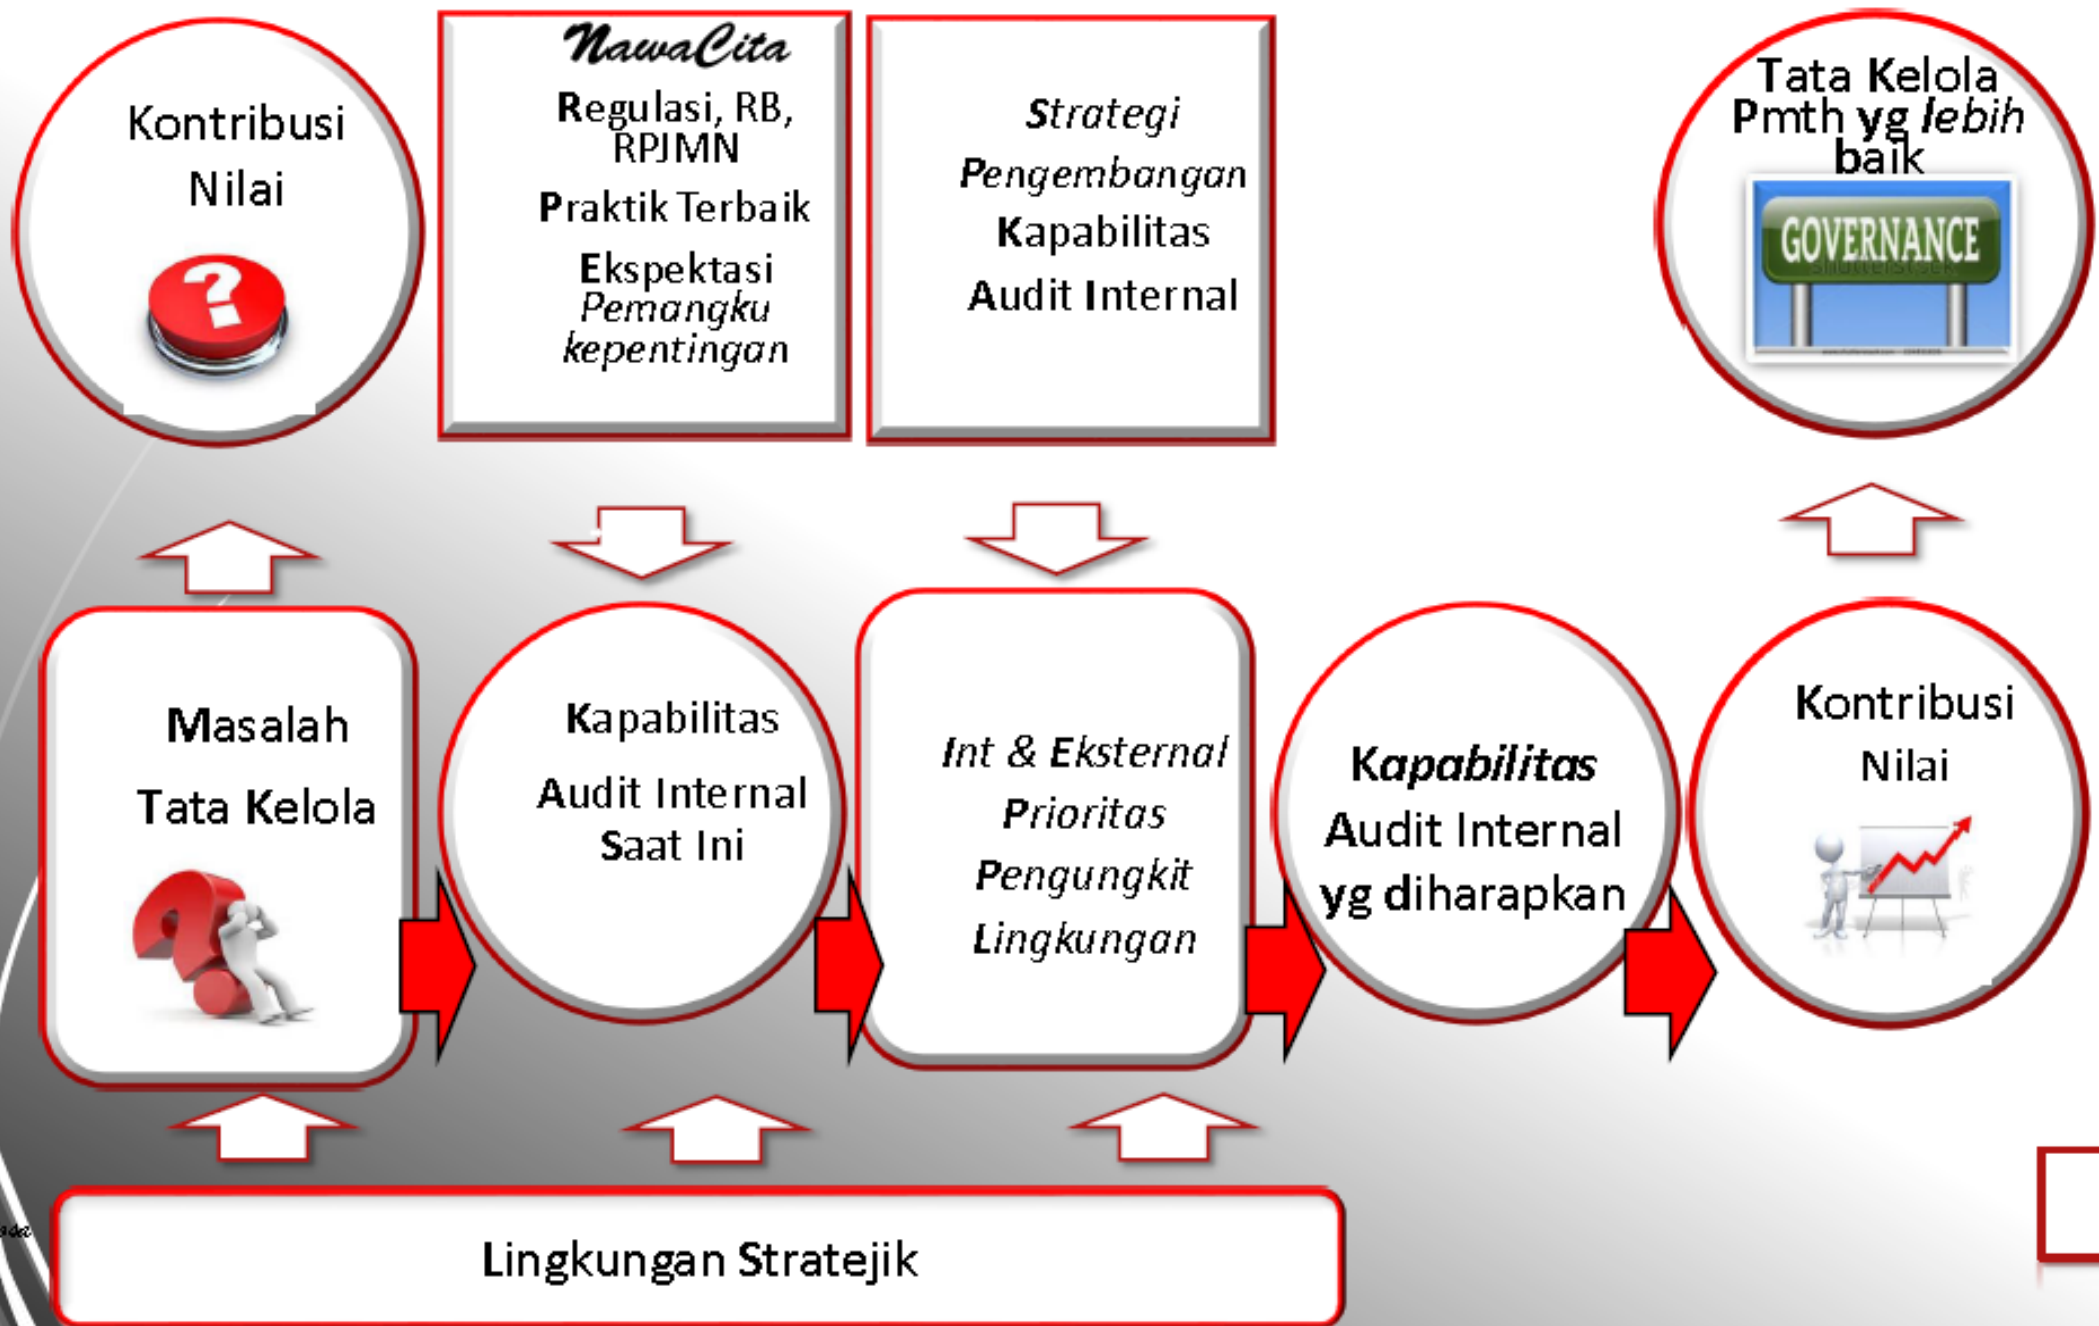 Kontribusi
Nilai
NawaCita
Regulasi, RB,
RPJMN
Praktik Terbaik
Ekspektasi
Pemangku
kepentingan
Strategi
Pengembangan
Kapabilitas
Audit Internal
Tata Kelola
Pmth yg lebih
baik
GOVERNANCE
shutterstock
Masalah
Tata Kelola
Kapabilitas
Audit Internal
Saat Ini
Int & Eksternal
Prioritas
Pengungkit
Lingkungan
Kapabilitas
Audit Internal
yg diharapkan
Kontribusi
Nilai
Lingkungan Stratejik